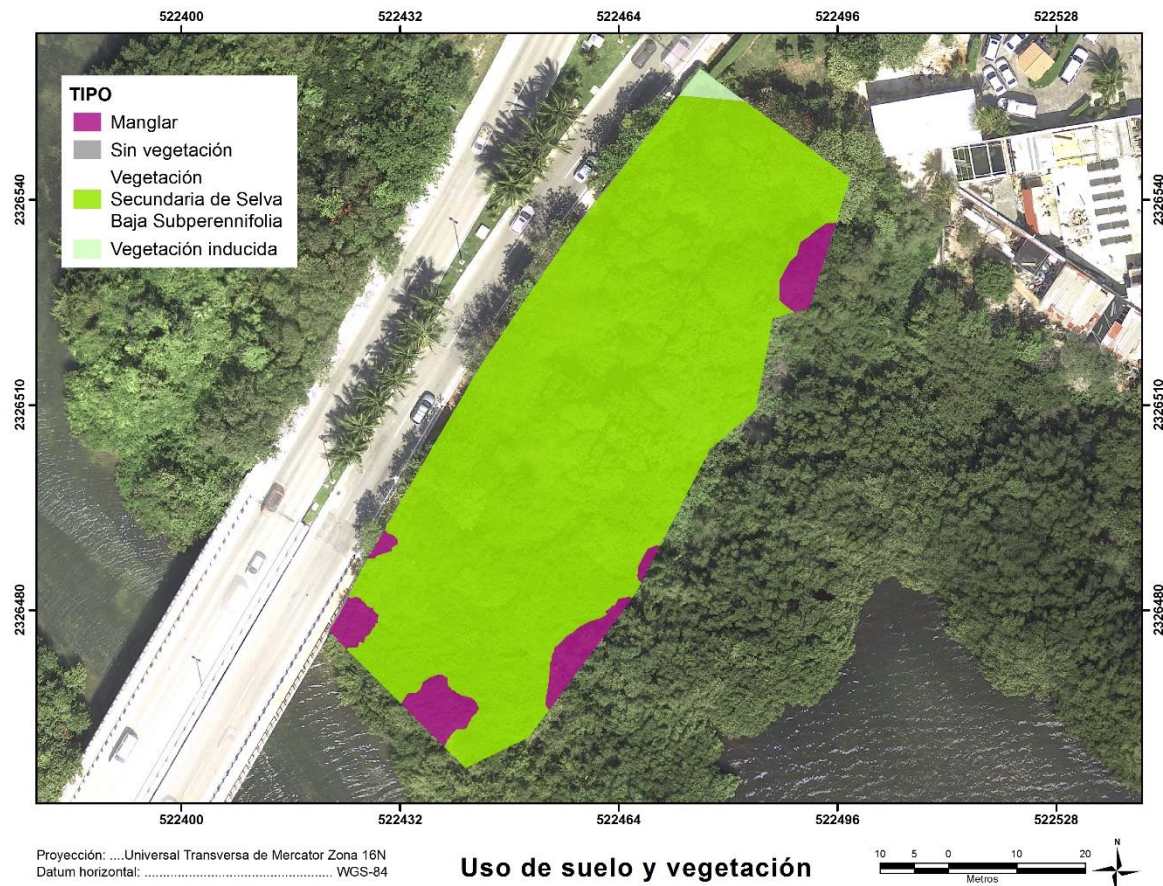 522400 522432 522464 522496 522528
TIPO
Manglar
Sin vegetación
Vegetación
Secundaria de Selva
Baja Subperennifolia
Vegetación inducida
2326540 2326540
2326510 2326510
2326480 2326480
522400 522432 522464 522496 522528
Proyección: ....Universal Transversa de Mercator Zona 16N
Datum horizontal: ................................................ WGS-84
Uso de suelo y vegetación
10 5 0 10 20
Metros
N